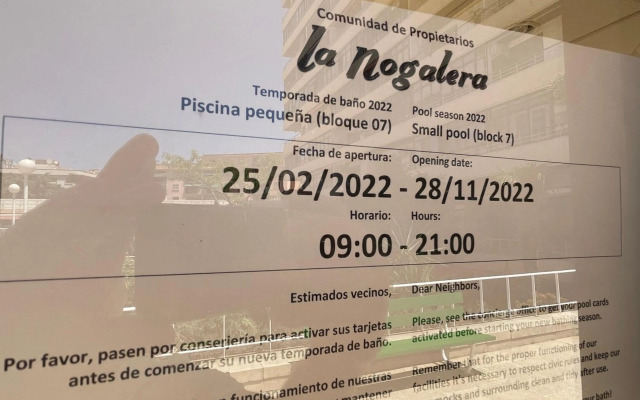 Comunidad de Propietarios
la Nogalera
Temporada de baño 2022 Pool season 2022
Piscina pequeña (bloque 07) Small pool (block 7)
Fecha de apertura: Opening date:
25/02/2022 - 28/11/2022
Horario: Hours:
09:00 - 21:00
Estimados vecinos,
Por favor, pasen por conserjería para activar sus tarjetas
antes de comenzar su nueva temporada de baño.
funcionamiento de nuestras
mantener
Dear Neighbors,
Please, see the concierge office to get your pool cards
activated before starting your new bathing season.
Remember that for the proper functioning of our
facilities it's necessary to respect civic rules and keep our
and surrounding clean and after use.
bath!